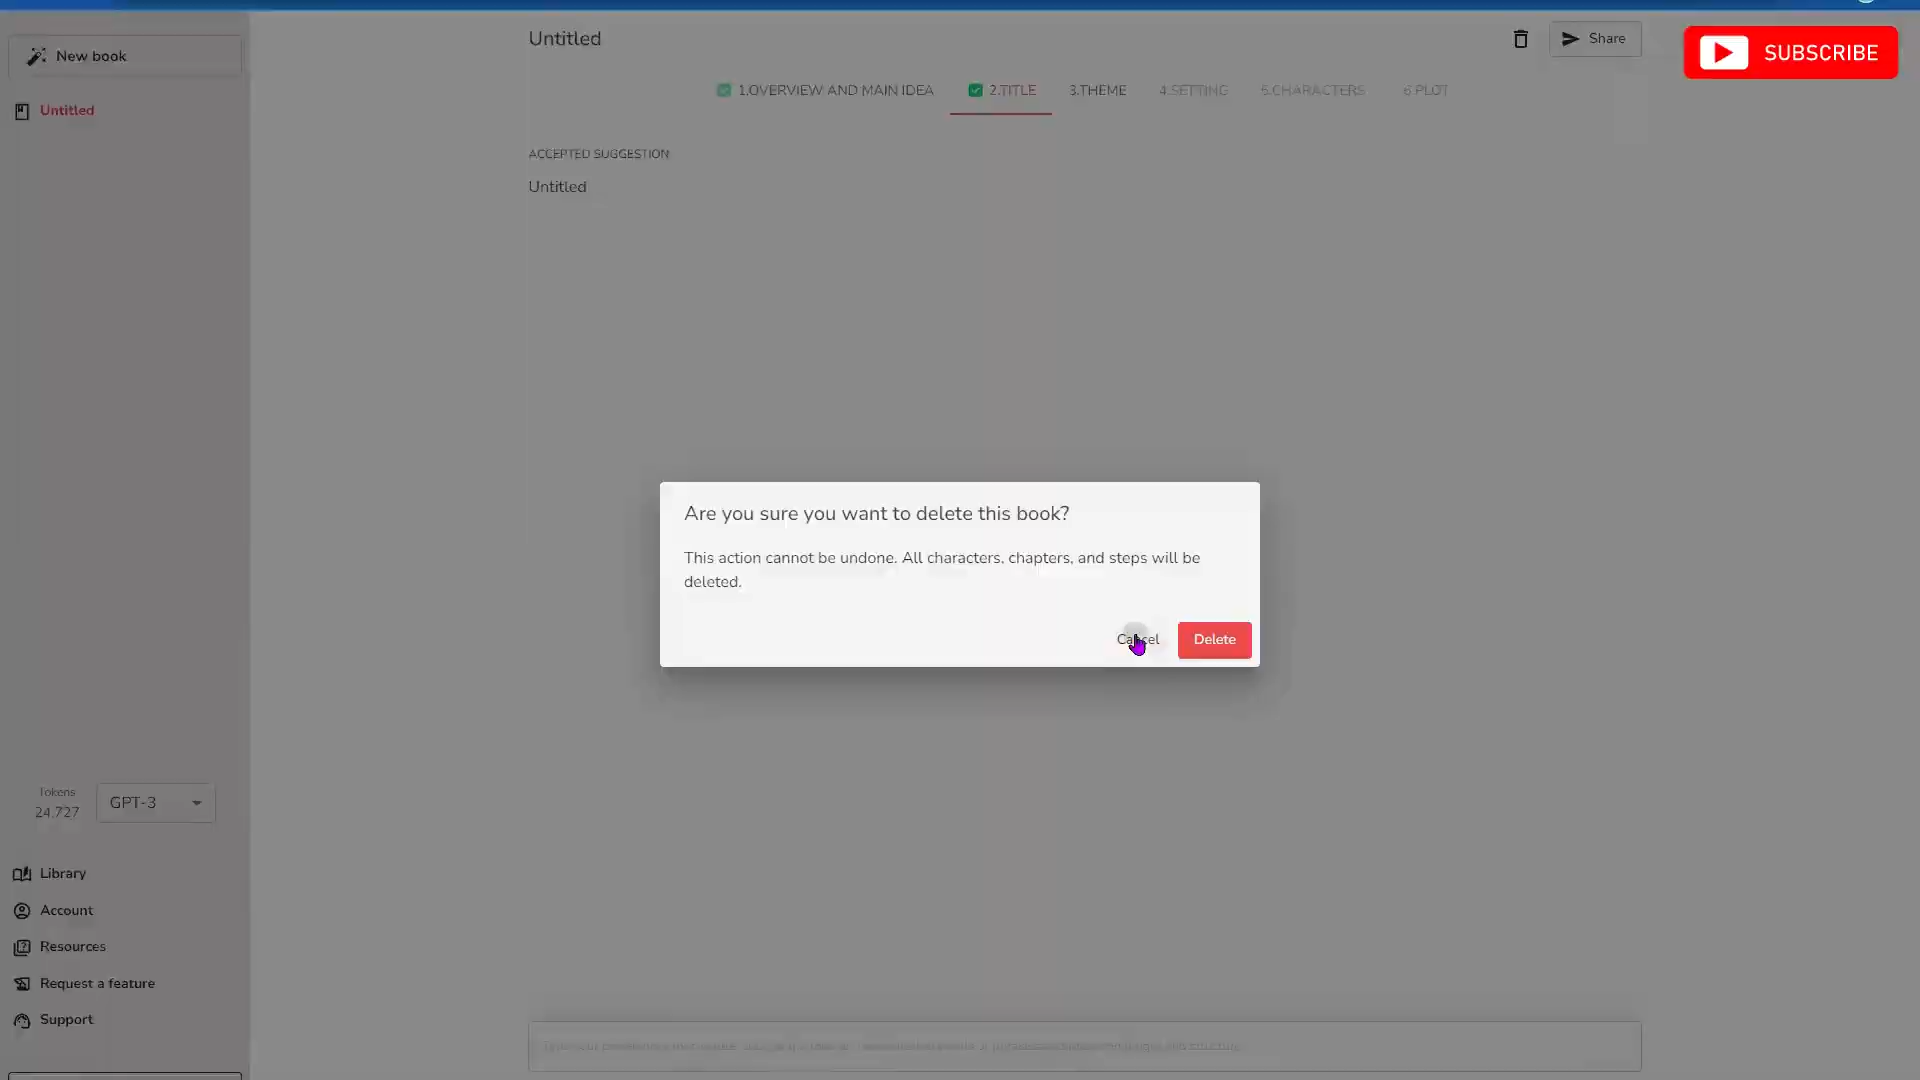 New book
Untitled
Untitled
Share
SUBSCRIBE
1.OVERVIEW AND MAIN IDEA
2.TITLE
3.THEME
4.SETTING
5.CHARACTERS
6.PLOT
ACCEPTED SUGGESTION
Untitled
Are you sure you want to delete this book?
This action cannot be undone. All characters, chapters, and steps will be
deleted.
Cancel
Delete
Tokens
24,727
GPT-3
Library
Account
Resources
Request a feature
Support